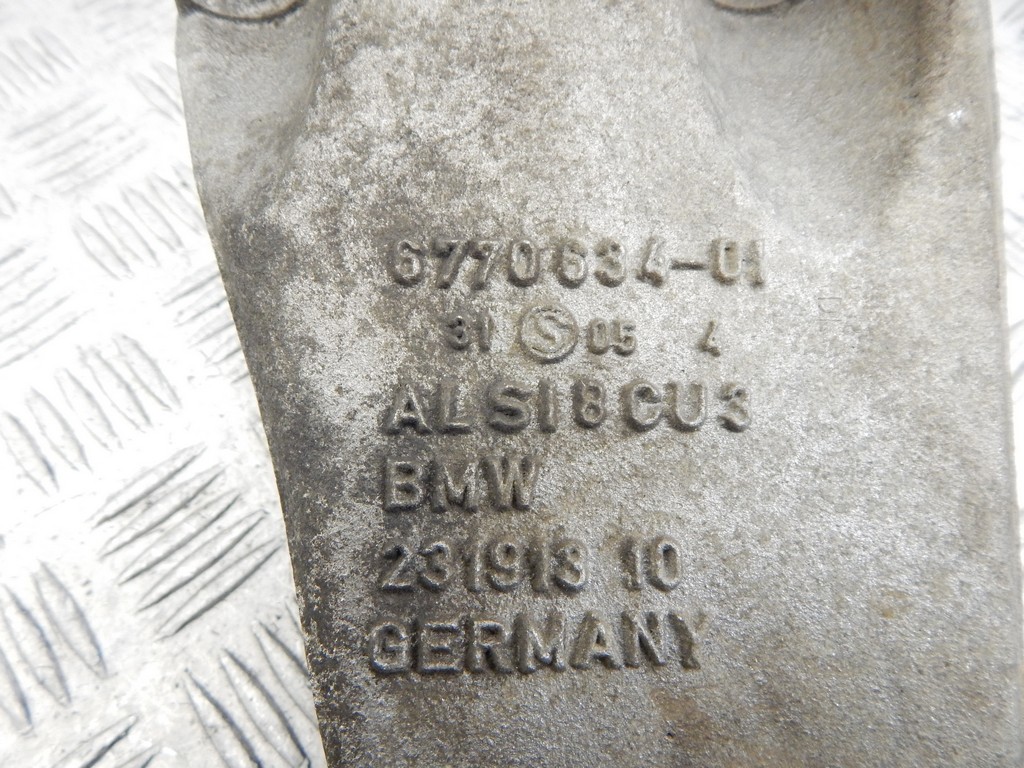 6770634-01
31 S 05 4
ALSI8CU3
BMW
231913 10
GERMANY